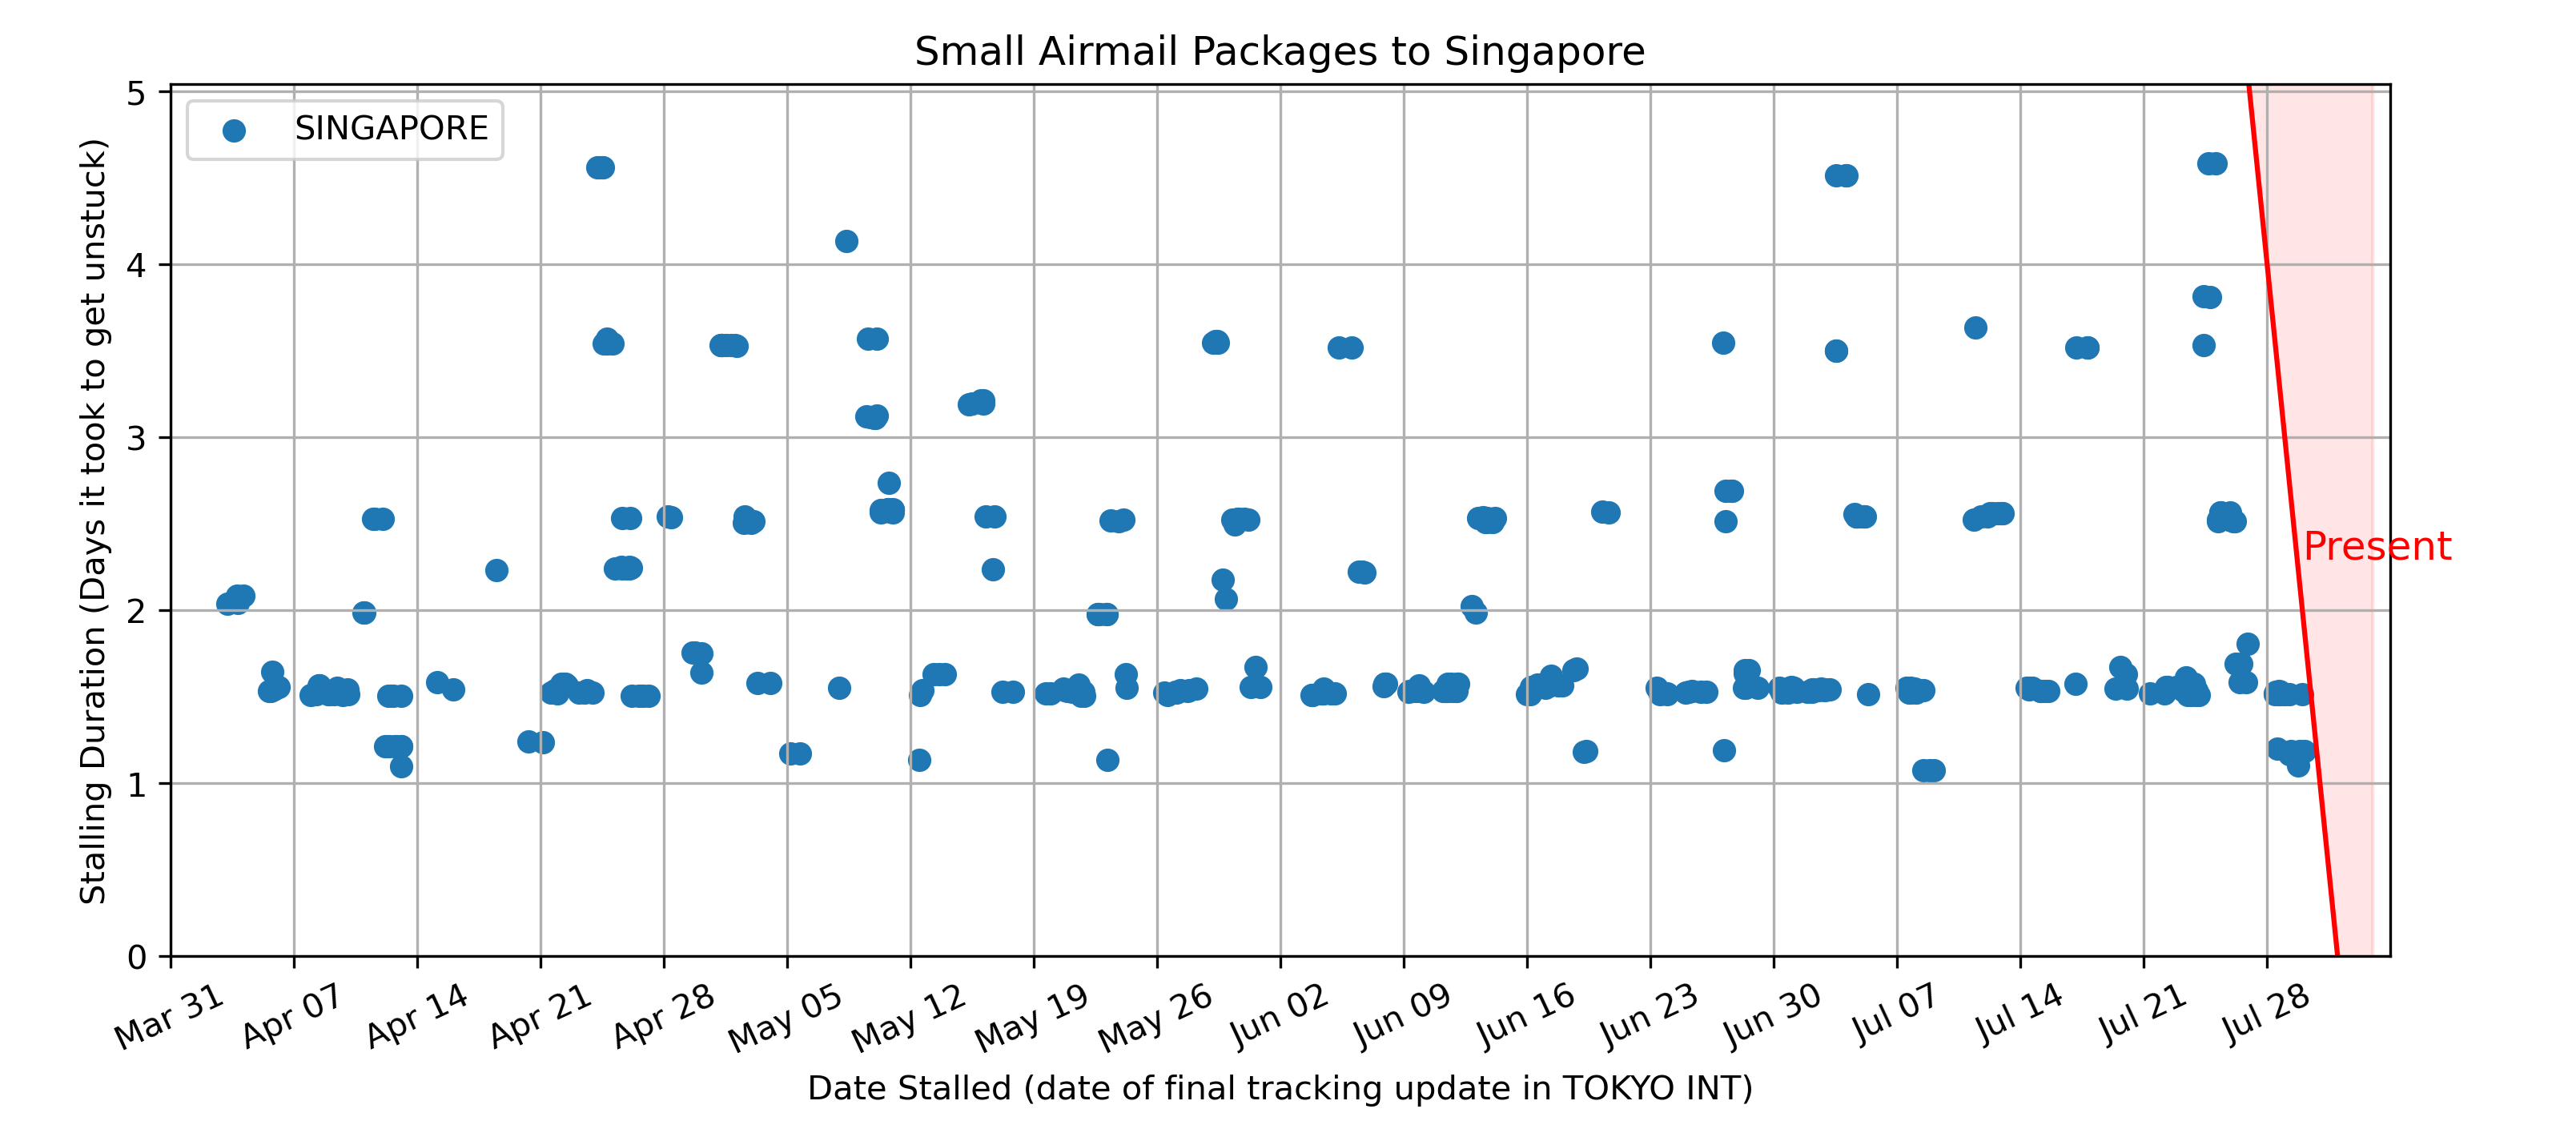 Small Airmail Packages to Singapore
Stalling Duration (Days it took to get unstuck)
5
4
3
2
1
0
SINGAPORE
Present
Mar 31
Apr 07
Apr 14
Apr 21
Apr 28
May 05
May 12
May 19
May 26
Jun 02
Jun 09
Jun 16
Jun 23
Jun 30
Jul 07
Jul 14
Jul 21
Jul 28
Date Stalled (date of final tracking update in TOKYO INT)